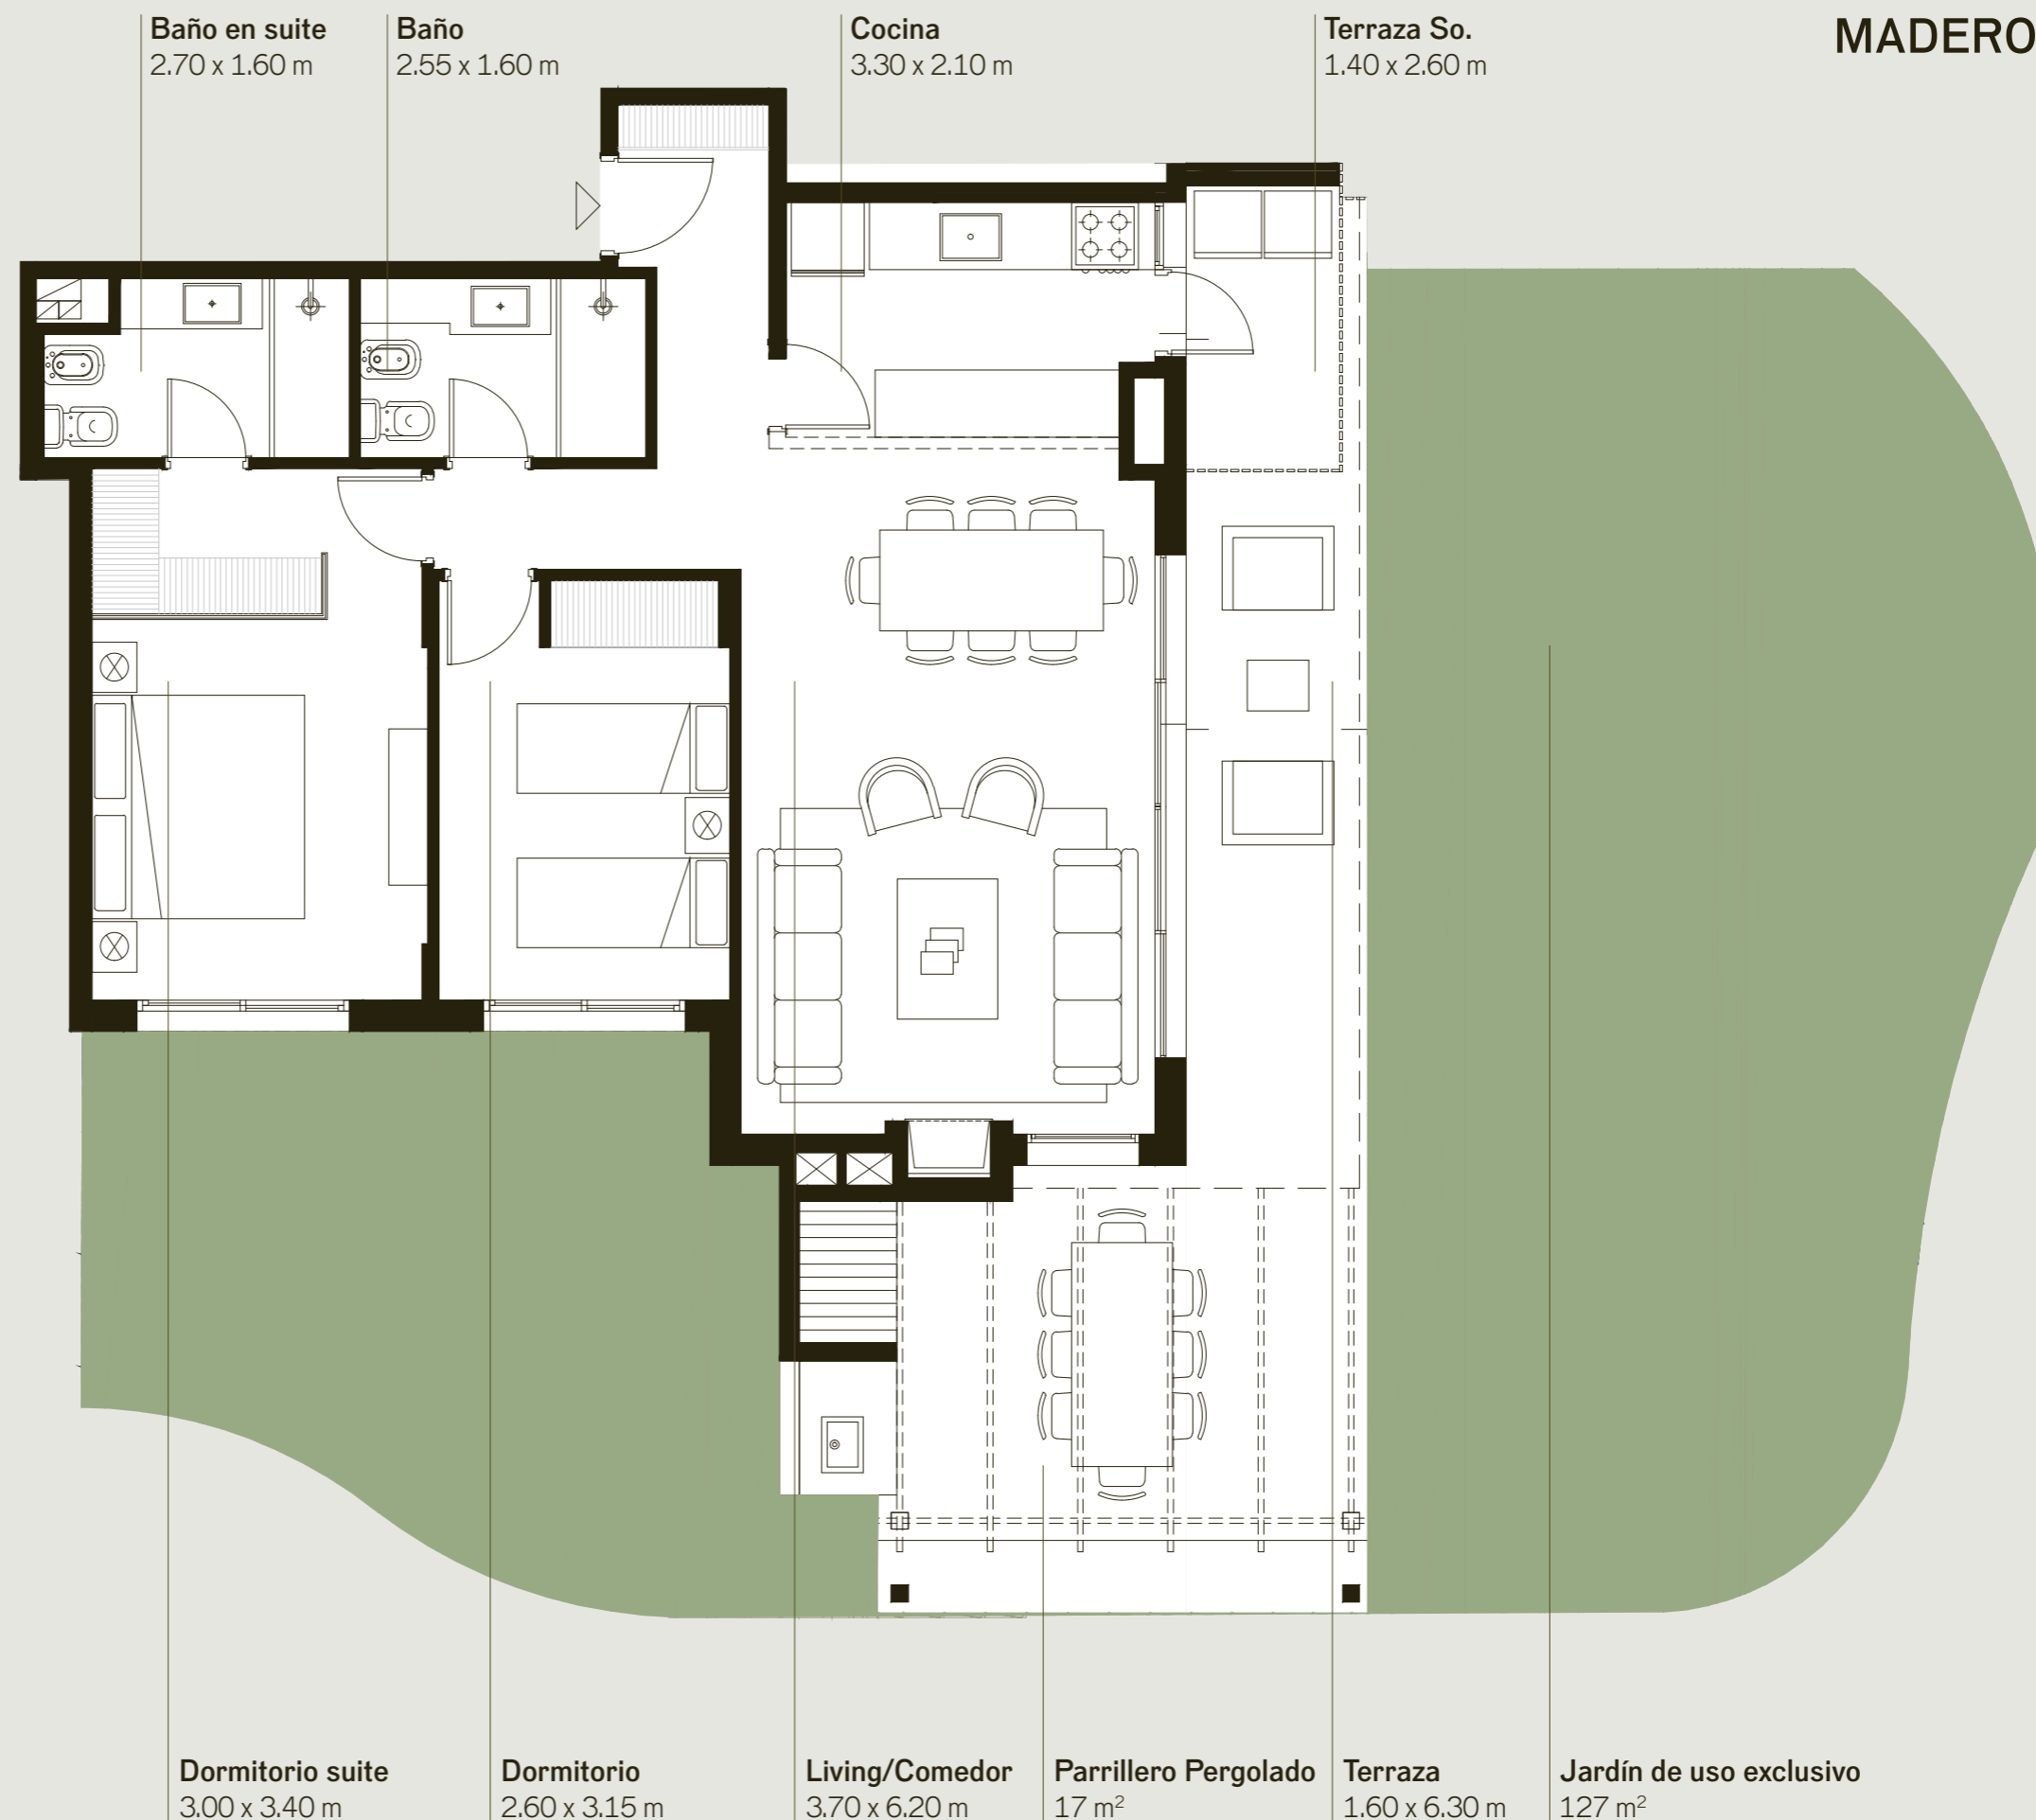 MADERO
Baño en suite
2.70 x 1.60 m
Baño
2.55 x 1.60 m
Cocina
3.30 x 2.10 m
Terraza So.
1.40 x 2.60 m
Dormitorio suite
3.00 x 3.40 m
Dormitorio
2.60 x 3.15 m
Living/Comedor
3.70 x 6.20 m
Parrillero Pergolado
17 m²
Terraza
1.60 x 6.30 m
Jardín de uso exclusivo
127 m²